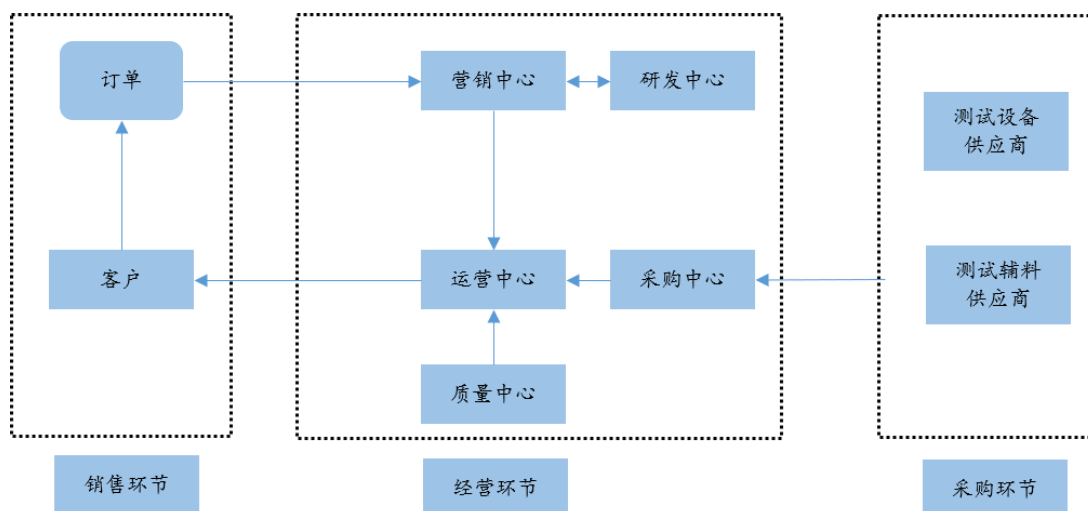 订单
营销中心
研发中心
测试设备
供应商
客户
运营中心
采购中心
测试辅料
供应商
质量中心
销售环节
经营环节
采购环节